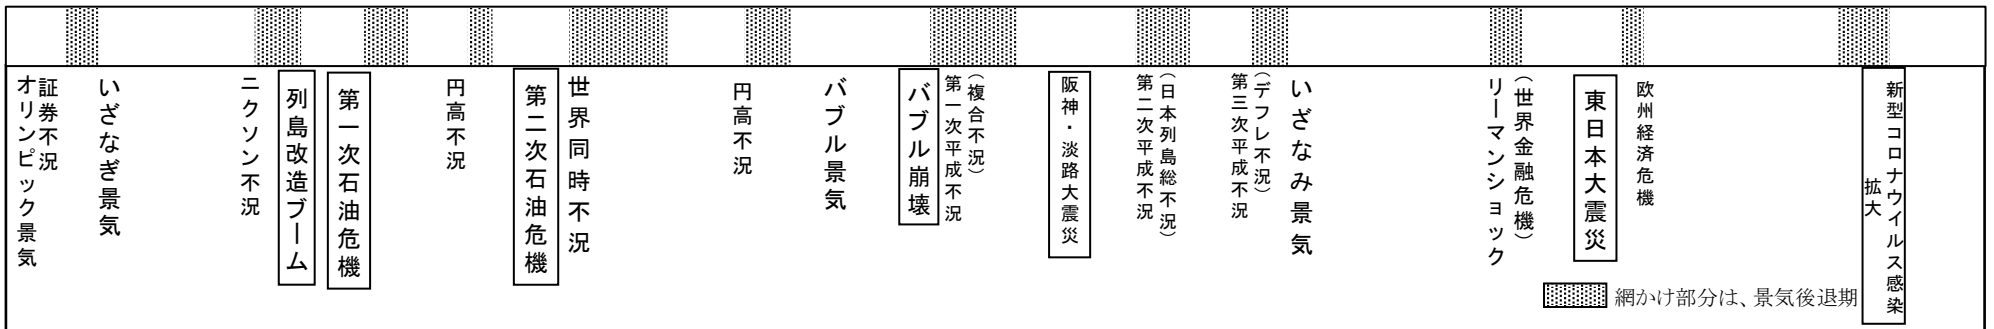 オリンピック景気
証券不況
いざなぎ景気
ニクソン不況
列島改造ブーム
第一次石油危機
円高不況
第二次石油危機
世界同時不況
円高不況
バブル景気
バブル崩壊
第一次平成不況
（複合不況）
阪神・淡路大震災
第二次平成不況
（日本列島総不況）
第三次平成不況
（デフレ不況）
いざなみ景気
リーマンショック
（世界金融危機）
東日本大震災
欧州経済危機
新型コロナウイルス感染
拡大
網かけ部分は、景気後退期